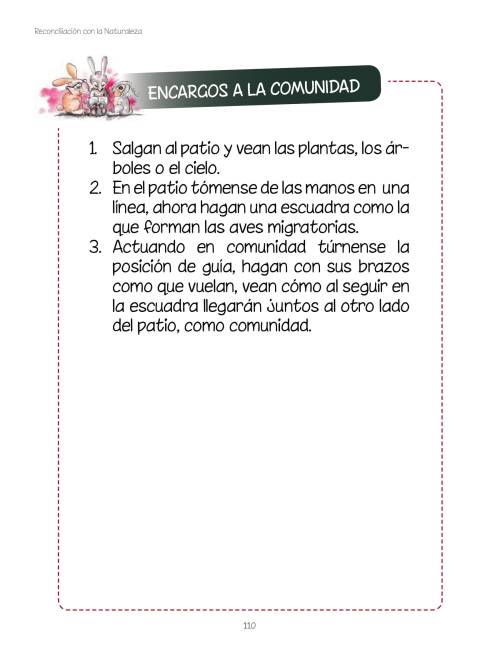 Reconciliación con la Naturaleza
ENCARGOS A LA COMUNIDAD
1. Salgan al patio y vean las plantas, los ár-
boles o el cielo.
2. En el patio tómense de las manos en una
línea, ahora hagan una escuadra como la
que forman las aves migratorias.
3. Actuando en comunidad túrnense la
posición de guía, hagan con sus brazos
como que vuelan, vean cómo al seguir en
la escuadra llegarán juntos al otro lado
del patio, como comunidad.
110